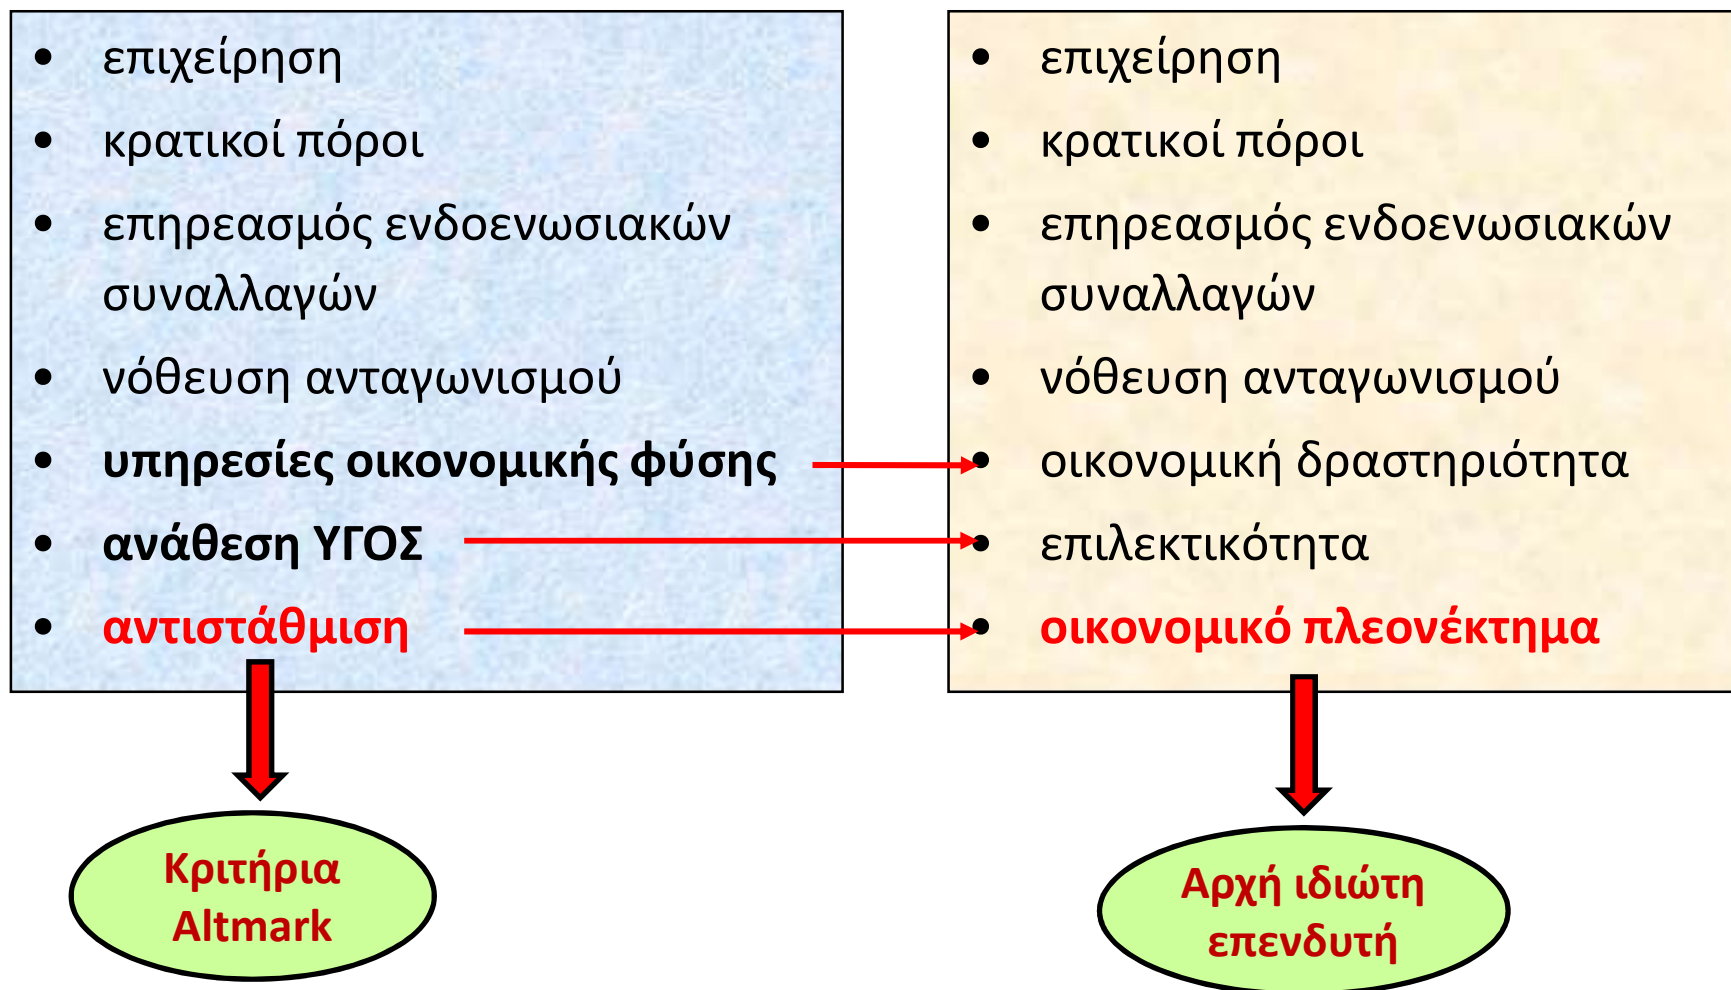 • επιχείρηση
• κρατικοί πόροι
• επηρεασμός ενδοενωσιακών
συναλλαγών
• νόθευση ανταγωνισμού
• υπηρεσίες οικονομικής φύσης
• ανάθεση ΥΓΟΣ
• αντιστάθμιση
Κριτήρια
Altmark
• επιχείρηση
• κρατικοί πόροι
• επηρεασμός ενδοενωσιακών
συναλλαγών
• νόθευση ανταγωνισμού
• οικονομική δραστηριότητα
• επιλεκτικότητα
• οικονομικό πλεονέκτημα
Αρχή ιδιώτη
επενδυτή